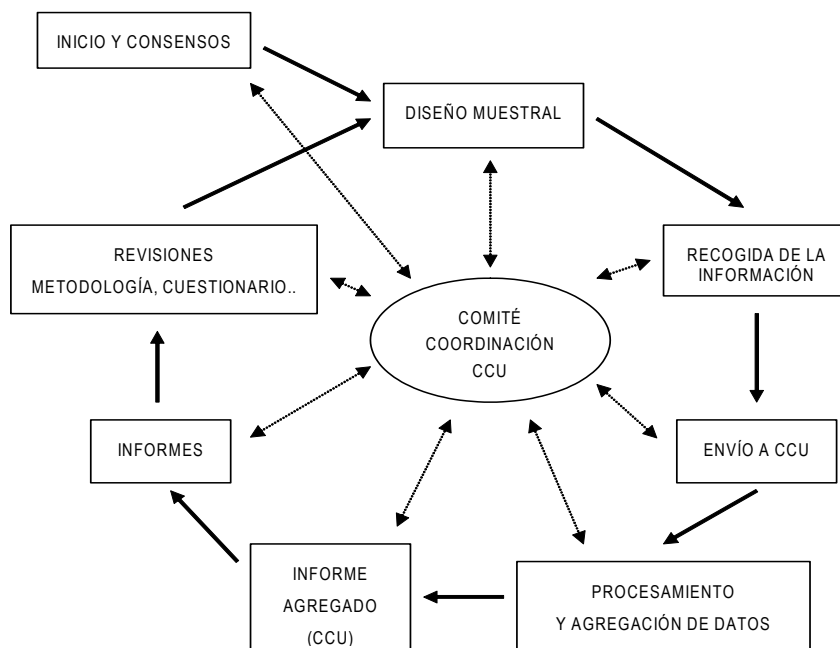 INICIO Y CONSENSOS
DISEÑO MUESTRAL
REVISIONES
METODOLOGÍA, CUESTIONARIO..
RECOGIDA DE LA
INFORMACIÓN
COMITÉ
COORDINACIÓN
CCU
INFORMES
ENVÍO A CCU
INFORME
AGREGADO
(CCU)
PROCESAMIENTO
Y AGREGACIÓN DE DATOS